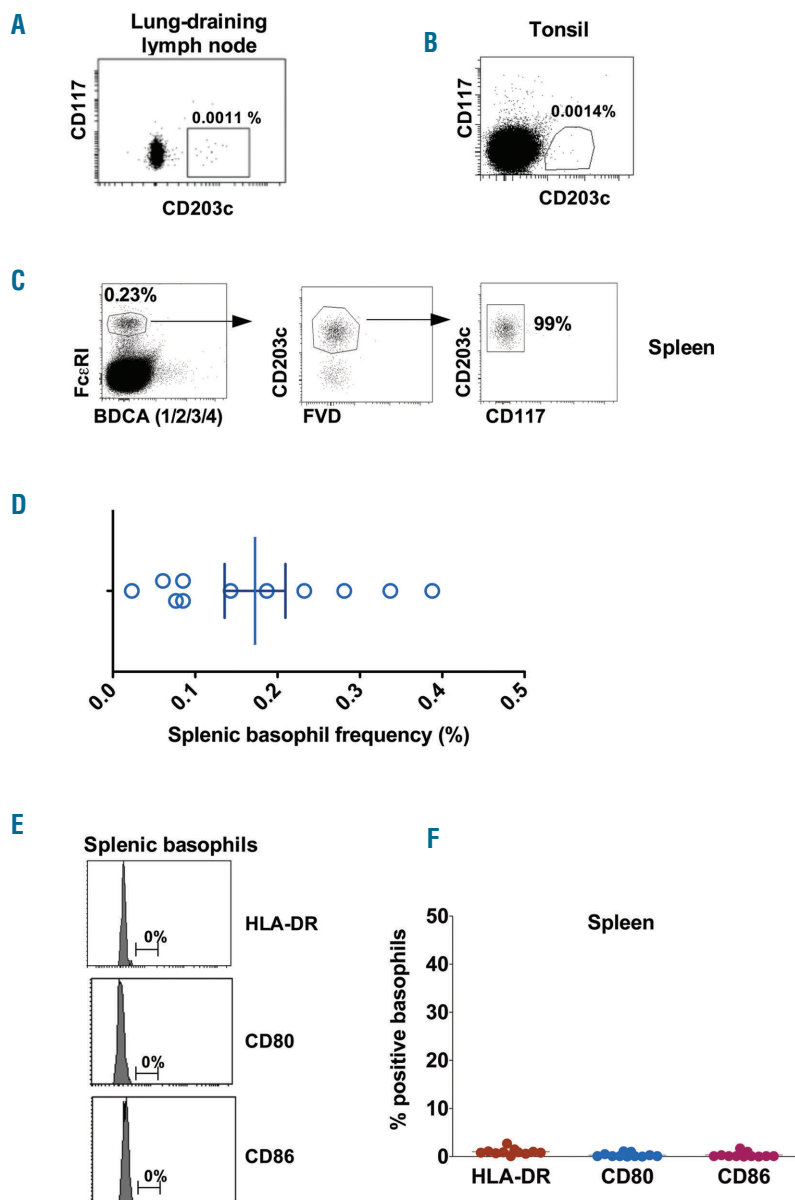 A
Lung-draining
lymph node
CD117
0.0011 %
CD203c
B
Tonsil
CD117
0.0014%
CD203c
C
0.23%
FcεRI
BDCA (1/2/3/4)
CD203c
FVD
CD203c
99%
CD117
Spleen
D
0.0 0.1 0.2 0.3 0.4 0.5
Splenic basophil frequency (%)
E
Splenic basophils
0%
HLA-DR
0%
CD80
0%
CD86
F
Spleen
% positive basophils
50
40
30
20
10
0
HLA-DR CD80 CD86